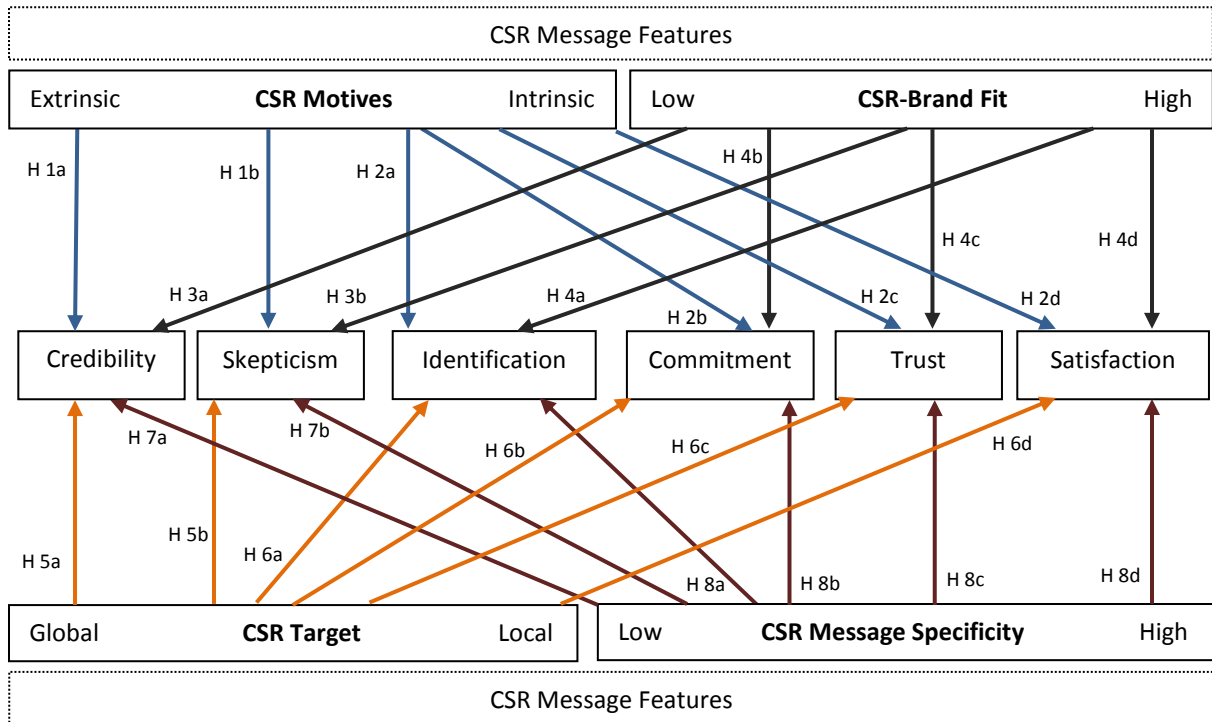 CSR Message Features
Extrinsic CSR Motives Intrinsic
Low CSR-Brand Fit High
H 1a
H 1b
H 2a
H 4b
H 4c
H 4d
H 3a
H 3b
H 4a
H 2b
H 2c
H 2d
Credibility
Skepticism
Identification
Commitment
Trust
Satisfaction
H 7a
H 7b
H 6b
H 6c
H 6d
H 5a
H 5b
H 6a
H 8a
H 8b
H 8c
H 8d
Global CSR Target Local
Low CSR Message Specificity High
CSR Message Features